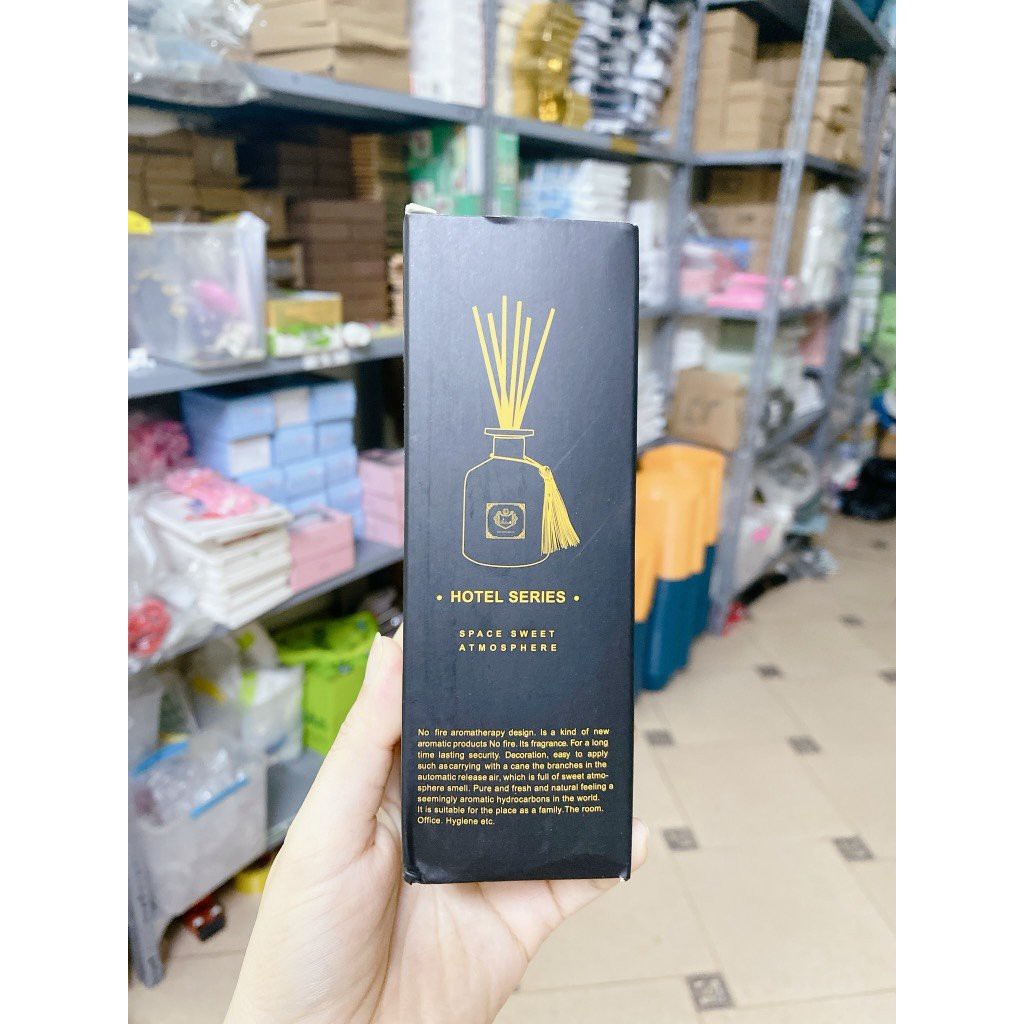 • HOTEL SERIES •
SPACE SWEET
ATMOSPHERE
No fire aromatherapy design. Is a kind of new
aromatic products No fire. Its fragrance. For a long
time lasting security. Decoration, easy to apply
such as carrying with a cane the branches in the
automatic release air, which is full of sweet atmo-
sphere smell. Pure and fresh and natural feeling a
seemingly aromatic hydrocarbons in the world.
It is suitable for the place as a family. The room.
Office. Hygiene etc.